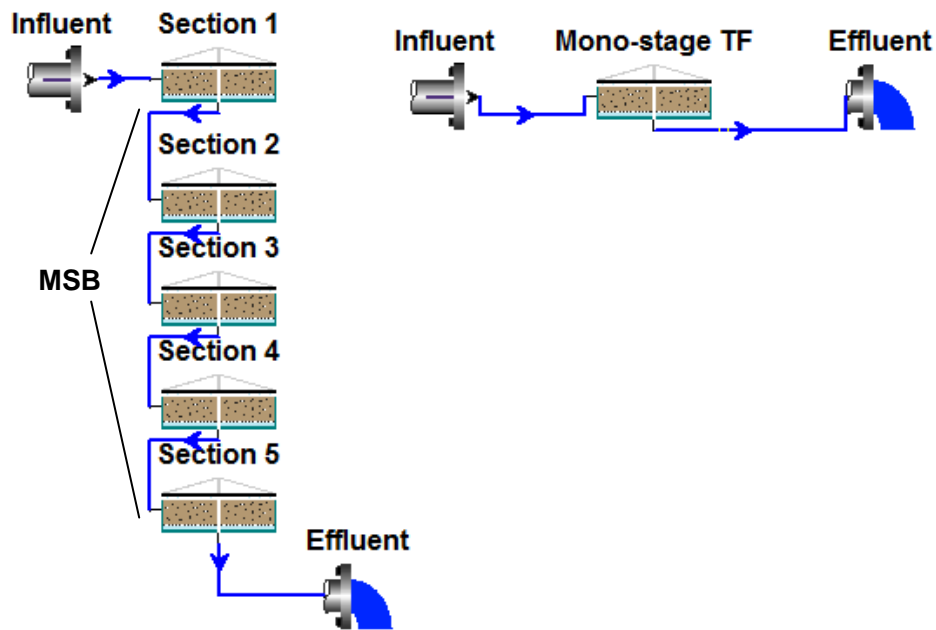 Influent
Section 1
Section 2
Section 3
MSB
Section 4
Section 5
Effluent
Influent
Mono-stage TF
Effluent